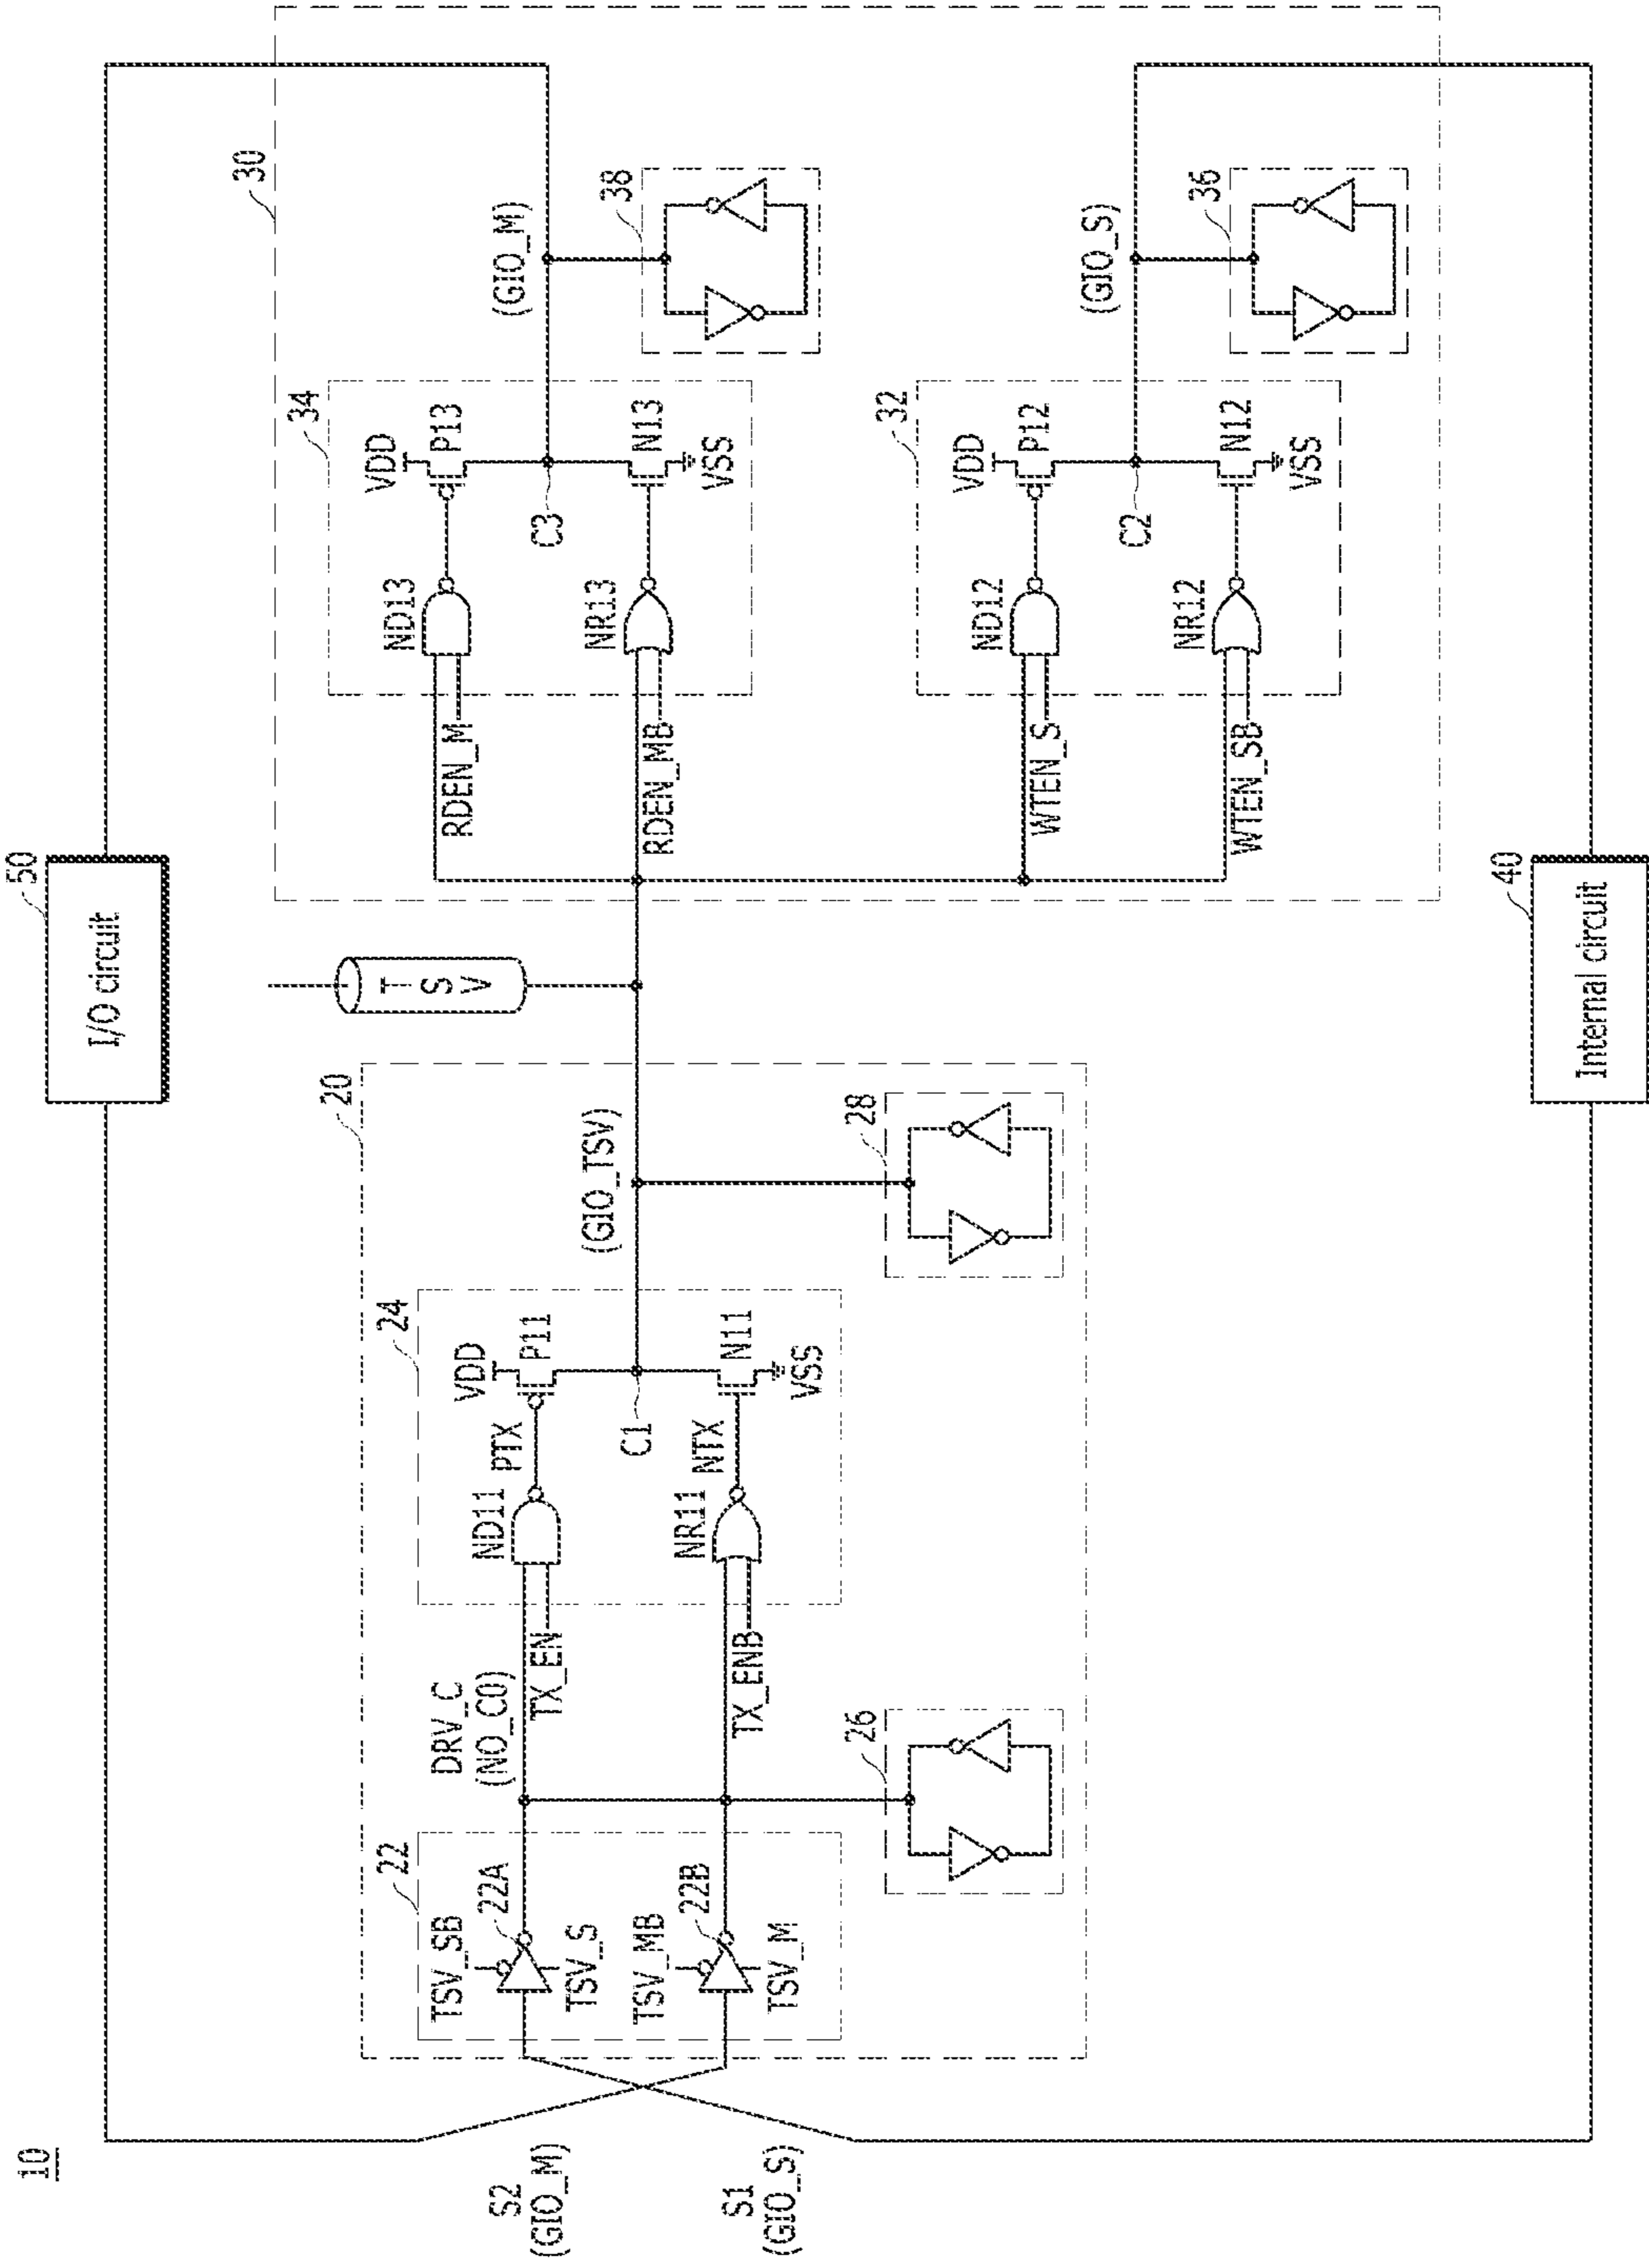 10
50
I/O circuit
30
34
VDD
P13
(GIO_M)
38
ND13
RDEN_M
C3
NR13
N13
VSS
RDEN_MB
T
S
V
20
24
VDD
P11
PTX
ND11
(GIO_TSV)
C1
NTX
NR11
N11
VSS
28
DRV_C
(NO_C0)
TX_EN
TX_ENB
26
22
TSV_SB
22A
TSV_S
TSV_MB
22B
TSV_M
S2
(GIO_M)
S1
(GIO_S)
32
VDD
P12
(GIO_S)
36
ND12
WTEN_S
C2
NR12
N12
VSS
WTEN_SB
40
Internal circuit